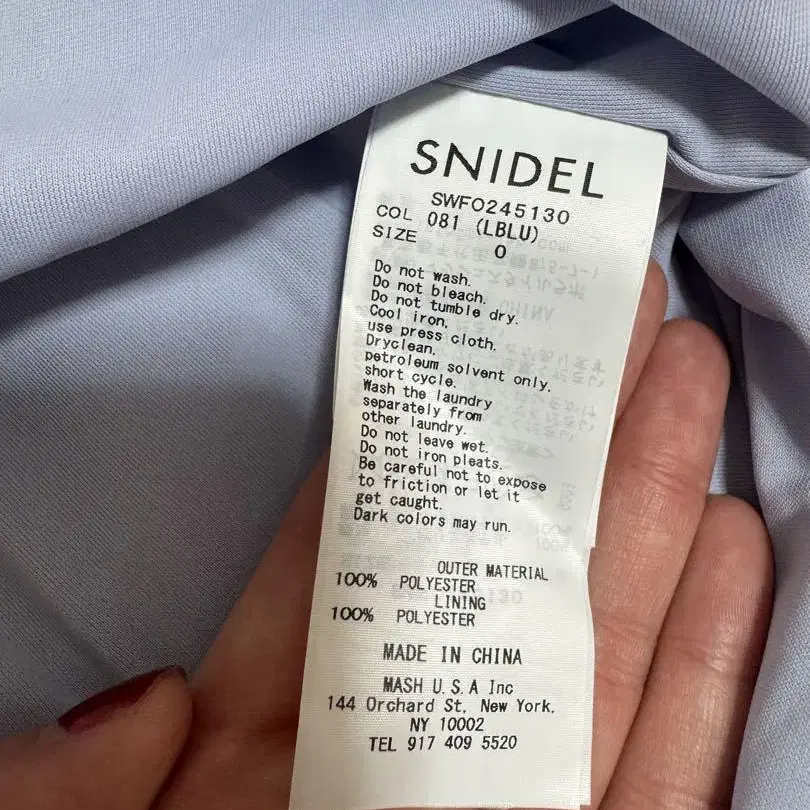 SNIDEL
SWFO245130
COL 081 (LBLU)
SIZE 0
Do not wash.
Do not bleach.
Do not tumble dry.
Cool iron,
use press cloth.
Dryclean,
petroleum solvent only.
short cycle.
Wash the laundry
separately from
other laundry.
Do not leave wet.
Do not iron pleats.
Be careful not to expose
to friction or let it
get caught.
Dark colors may run.
OUTER MATERIAL
100% POLYESTER
LINING
100% POLYESTER
MADE IN CHINA
MASH U.S.A Inc
144 Orchard St, New York,
NY 10002
TEL 917 409 5520